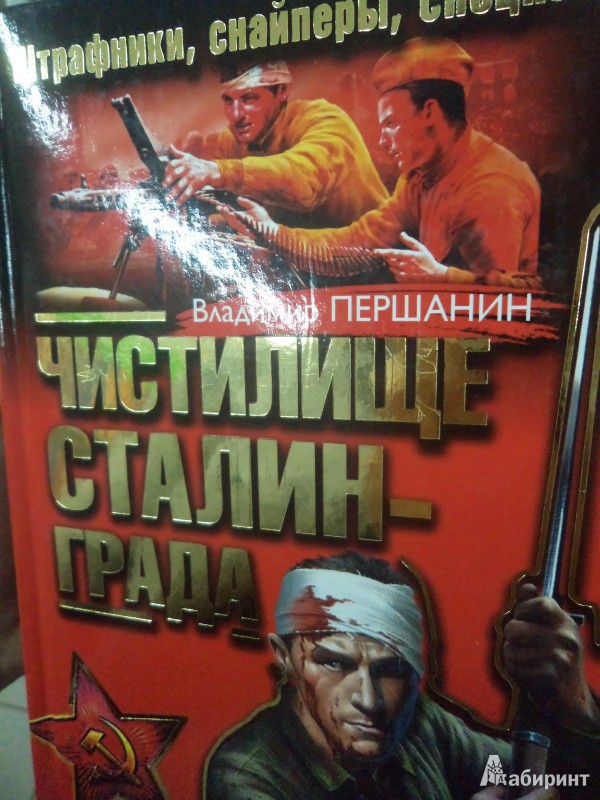 Штрафники, снайперы,
Владимир ПЕРШАНИН
ЧИСТИЛИЩЕ
СТАЛИН-
ГРАДА
Лабиринт